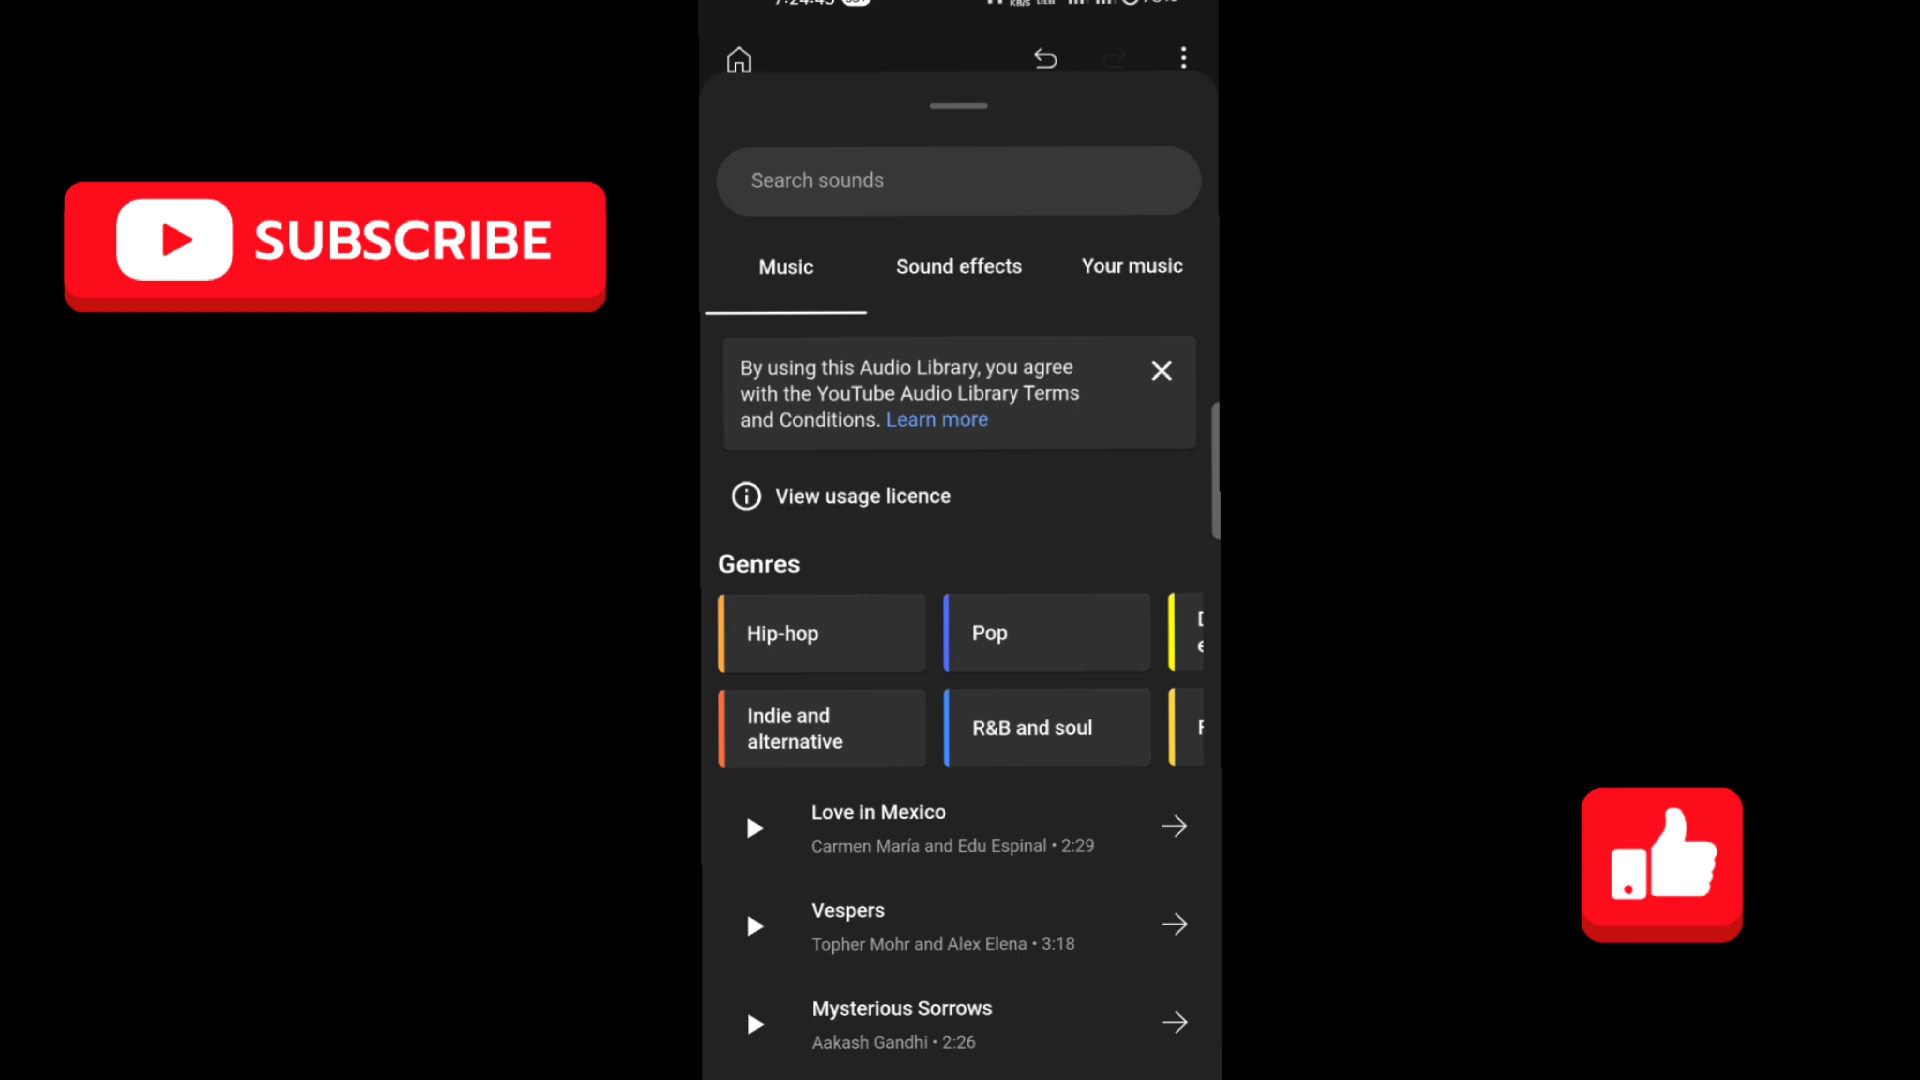 SUBSCRIBE
Search sounds
Music Sound effects Your music
By using this Audio Library, you agree
with the YouTube Audio Library Terms
and Conditions. Learn more
View usage licence
Genres
Hip-hop Pop
Indie and
alternative
R&B and soul
Love in Mexico
Carmen María and Edu Espinal • 2:29
Vespers
Topher Mohr and Alex Elena • 3:18
Mysterious Sorrows
Aakash Gandhi • 2:26